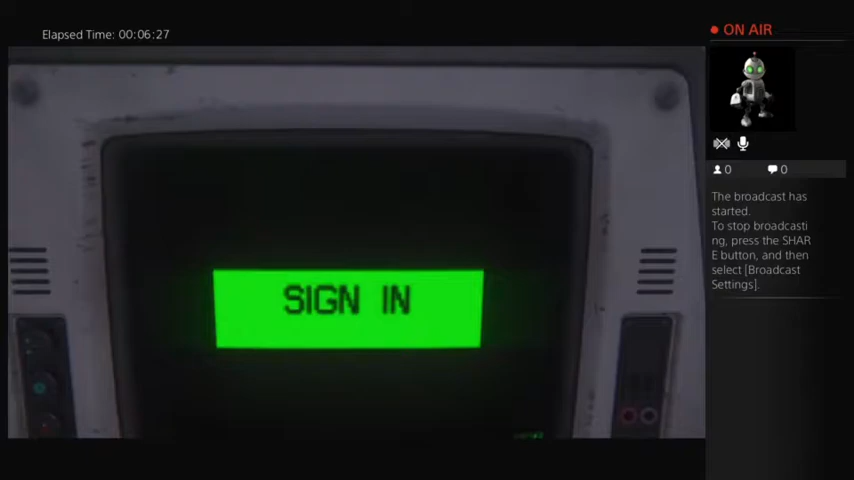 Elapsed Time: 00:06:27
ON AIR
SIGN IN
0 0
The broadcast has
started.
To stop broadcasti
ng, press the SHAR
E button, and then
select [Broadcast
Settings].